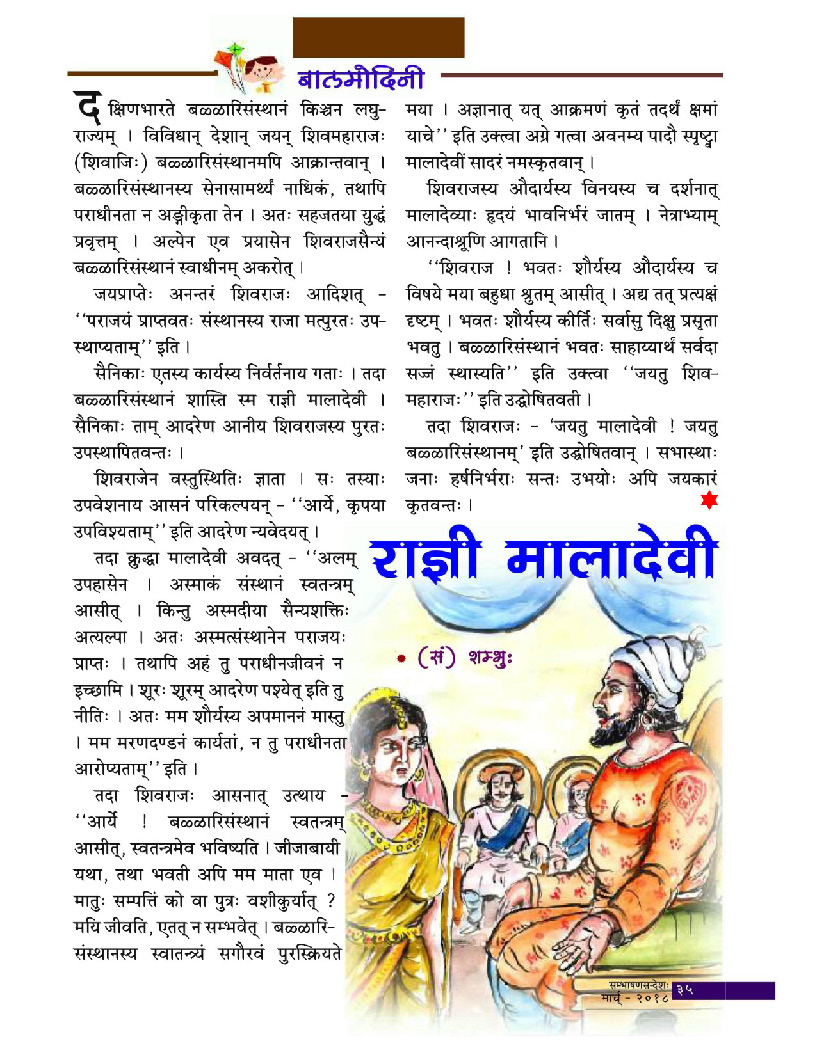 बालमोदिनी
दक्षिणभारते बळ्ळारिसंस्थानं किञ्चन लघु-
राज्यम् । विविधान् देशान् जयन् शिवमहाराजः
(शिवाजिः) बळ्ळारिसंस्थानमपि आक्रान्तवान् ।
बळ्ळारिसंस्थानस्य सेनासामर्थ्यं नाधिकं, तथापि
पराधीनता न अङ्गीकृता तेन । अतः सहजतया युद्धं
प्रवृत्तम् । अल्पेन एव प्रयासेन शिवराजसैन्यं
बळ्ळारिसंस्थानं स्वाधीनम् अकरोत् ।
जयप्राप्तेः अनन्तरं शिवराजः आदिशत् -
‘‘पराजयं प्राप्तवतः संस्थानस्य राजा मत्पुरतः उप-
स्थाप्यताम्’’ इति ।
सैनिकाः एतस्य कार्यस्य निर्वर्तनाय गताः । तदा
बळ्ळारिसंस्थानं शास्ति स्म राज्ञी मालादेवी ।
सैनिकाः ताम् आदरेण आनीय शिवराजस्य पुरतः
उपस्थापितवन्तः ।
शिवराजेन वस्तुस्थितिः ज्ञाता । सः तस्याः
उपवेशनाय आसनं परिकल्पयन् - ‘‘आर्ये, कृपया
उपविश्यताम्’’ इति आदरेण न्यवेदयत् ।
तदा क्रुद्धा मालादेवी अवदत् - ‘‘अलम्
उपहासेन । अस्माकं संस्थानं स्वतन्त्रम्
आसीत् । किन्तु अस्मदीया सैन्यशक्तिः
अत्यल्पा । अतः अस्मत्संस्थानेन पराजयः
प्राप्तः । तथापि अहं तु पराधीनजीवनं न
इच्छामि । शूरः शूरम् आदरेण पश्येत् इति तु
नीतिः । अतः मम शौर्यस्य अपमाननं मास्तु
। मम मरणदण्डनं कार्यतां, न तु पराधीनता
आरोप्यताम्’’ इति ।
तदा शिवराजः आसनात् उत्थाय -
‘‘आर्ये ! बळ्ळारिसंस्थानं स्वतन्त्रम्
आसीत्, स्वतन्त्रमेव भविष्यति । जीजाबायी
यथा, तथा भवती अपि मम माता एव ।
मातुः सम्पत्तिं को वा पुत्रः वशीकुर्यात् ?
मयि जीवति, एतत् न सम्भवेत् । बळ्ळारि-
संस्थानस्य स्वातन्त्र्यं सगौरवं पुरस्क्रियते
मया । अज्ञानात् यत् आक्रमणं कृतं तदर्थं क्षमां
याचे’’ इति उक्त्वा अग्रे गत्वा अवनम्य पादौ स्पृष्ट्वा
मालादेवीं सादरं नमस्कृतवान् ।
शिवराजस्य औदार्यस्य विनयस्य च दर्शनात्
मालादेव्याः हृदयं भावनिर्भरं जातम् । नेत्राभ्याम्
आनन्दाश्रूणि आगतानि ।
‘‘शिवराज ! भवतः शौर्यस्य औदार्यस्य च
विषये मया बहुधा श्रुतम् आसीत् । अद्य तत् प्रत्यक्षं
दृष्टम् । भवतः शौर्यस्य कीर्तिः सर्वासु दिक्षु प्रसृता
भवतु । बळ्ळारिसंस्थानं भवतः साहाय्यार्थं सर्वदा
सज्जं स्थास्यति’’ इति उक्त्वा ‘‘जयतु शिव-
महाराजः’’ इति उद्घोषितवती ।
तदा शिवराजः - ‘जयतु मालादेवी ! जयतु
बळ्ळारिसंस्थानम्’ इति उद्घोषितवान् । सभास्थाः
जनाः हर्षनिर्भराः सन्तः उभयोः अपि जयकारं
कृतवन्तः ।
राज्ञी मालादेवी
• (सं) शम्भुः
सम्भाषणसन्देशः
मार्च् - २०१८ ३५